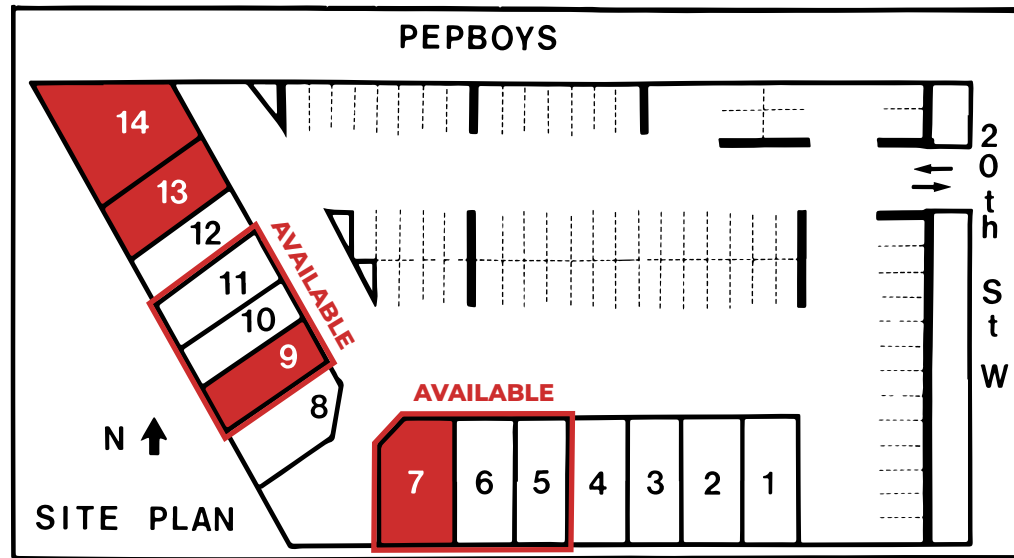 PEPBOYS
14
13
12
11
10
9
8
AVAILABLE
20th St W
AVAILABLE
7 6 5 4 3 2 1
N
SITE PLAN